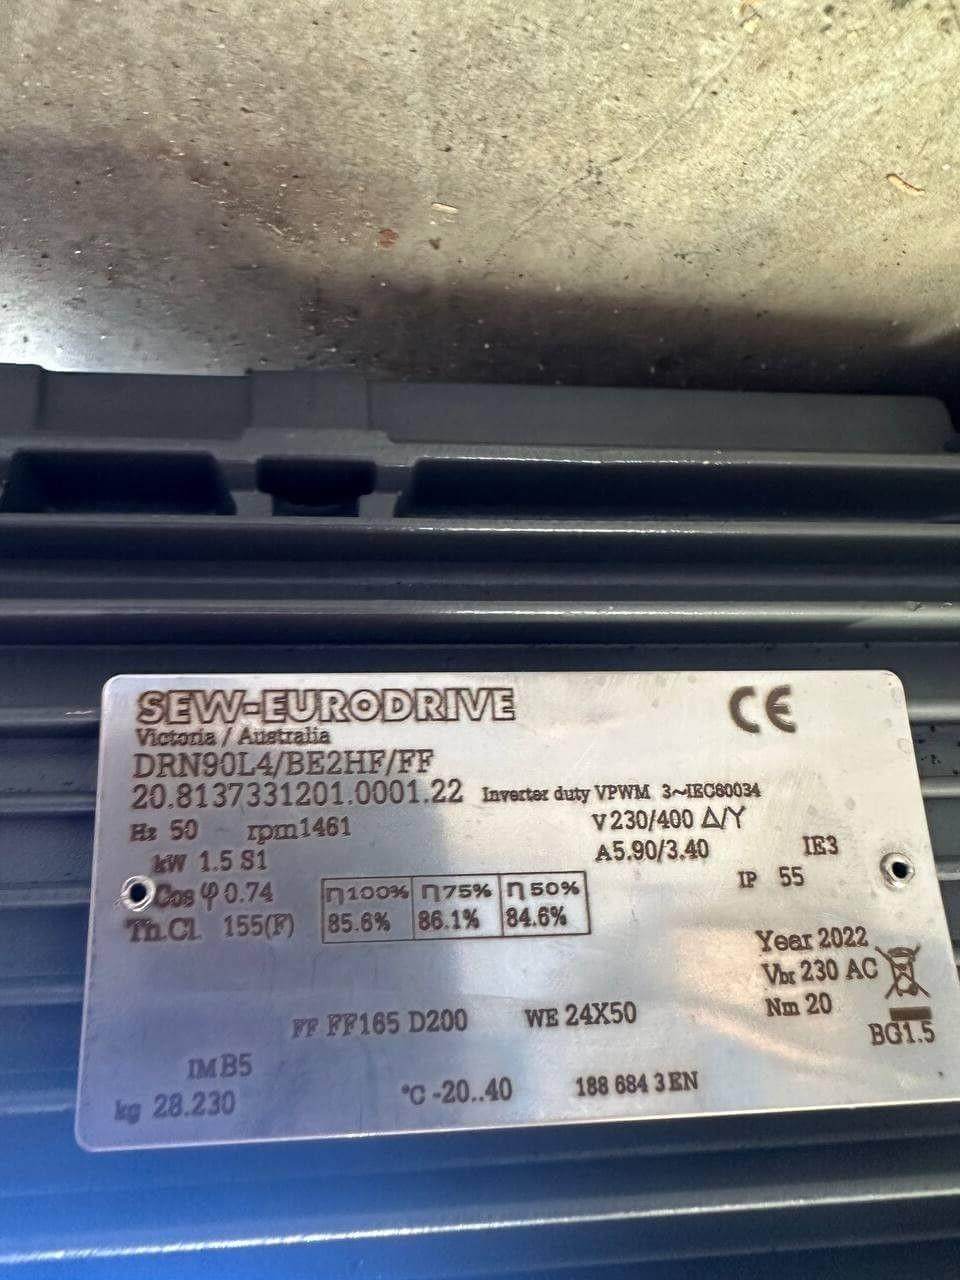 SEW-EURODRIVE CE
Victoria / Australia
DRN90L4/BE2HF/FF
20.8137331201.0001.22 Inverter duty VPWM 3~IEC60034
Hz 50 rpm 1461 V 230/400 Δ/Y
kW 1.5 S1 A 5.90/3.40 IE3
Cos φ 0.74 η100% η75% η50% IP 55
Th.Cl. 155(F) 85.6% 86.1% 84.6%
Year 2022
Vbr 230 AC
Nm 20
FF FF165 D200 WE 24X50
BG1.5
IM B5
kg 28.230 °C -20..40 188 684 3 EN